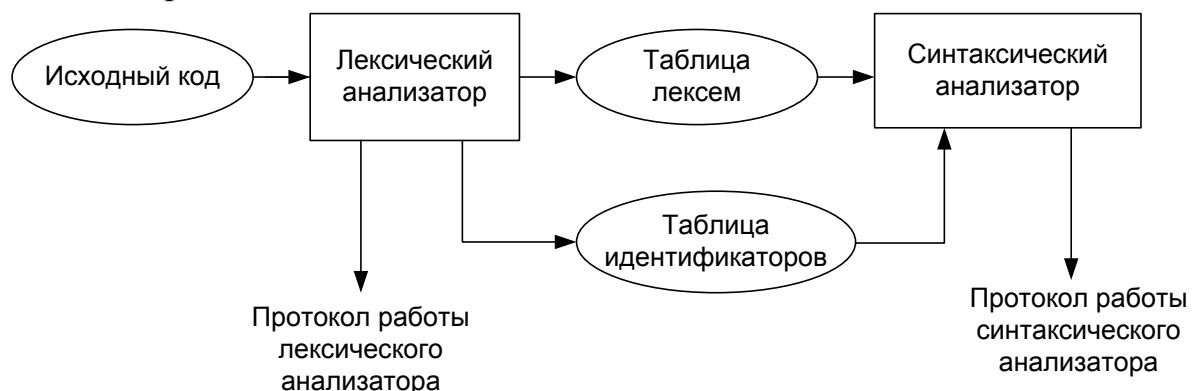 Исходный код
Лексический
анализатор
Таблица
лексем
Синтаксический
анализатор
Таблица
идентификаторов
Протокол работы
лексического
анализатора
Протокол работы
синтаксического
анализатора